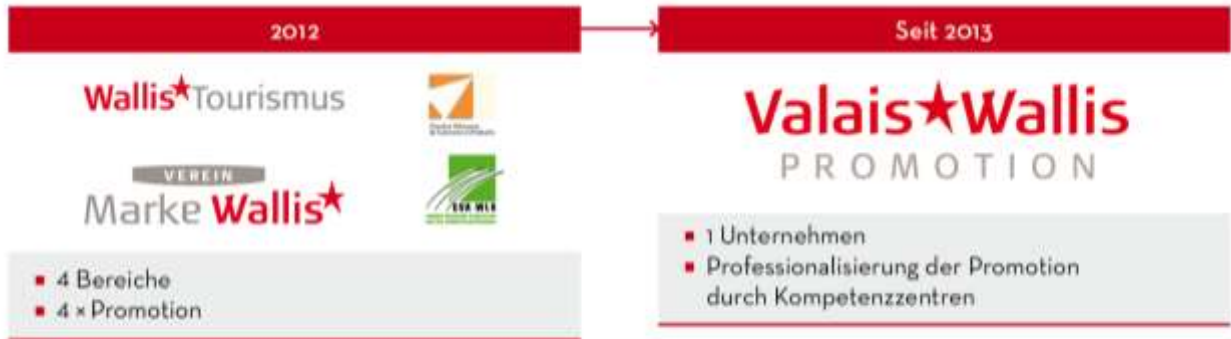 2012
Seit 2013
Wallis Tourismus
VEREIN
Marke Wallis
4 Bereiche
4 × Promotion
Valais Wallis
PROMOTION
1 Unternehmen
Professionalisierung der Promotion
durch Kompetenzzentren